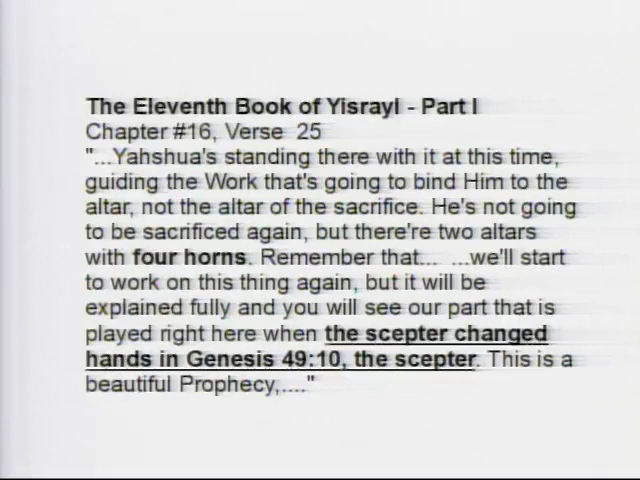 The Eleventh Book of Yisrayl - Part I
Chapter #16, Verse 25
"...Yahshua's standing there with it at this time,
guiding the Work that's going to bind Him to the
altar, not the altar of the sacrifice. He's not going
to be sacrificed again, but there're two altars
with four horns. Remember that... ...we'll start
to work on this thing again, but it will be
explained fully and you will see our part that is
played right here when the scepter changed
hands in Genesis 49:10, the scepter. This is a
beautiful Prophecy,...."